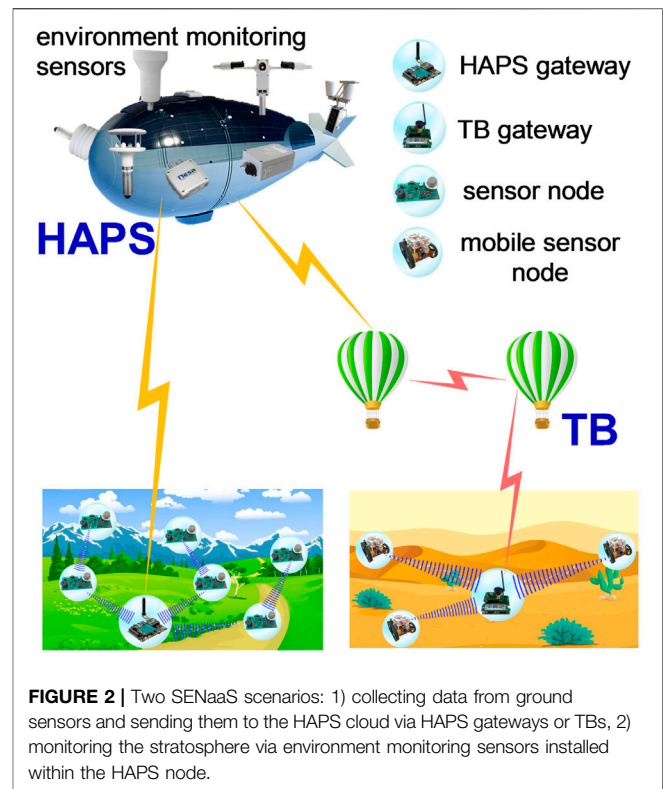 environment monitoring
sensors
HAPS gateway
TB gateway
sensor node
mobile sensor
node
HAPS
TB
FIGURE 2 | Two SENaaS scenarios: 1) collecting data from ground
sensors and sending them to the HAPS cloud via HAPS gateways or TBs, 2)
monitoring the stratosphere via environment monitoring sensors installed
within the HAPS node.